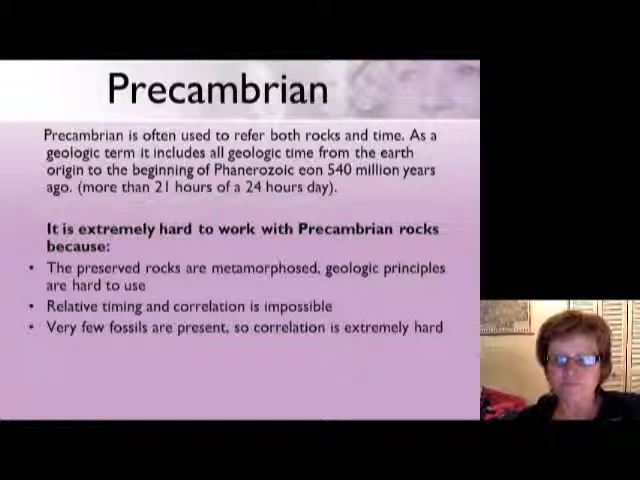 Precambrian
Precambrian is often used to refer both rocks and time. As a
geologic term it includes all geologic time from the earth
origin to the beginning of Phanerozoic eon 540 million years
ago. (more than 21 hours of a 24 hours day).
It is extremely hard to work with Precambrian rocks
because:
• The preserved rocks are metamorphosed, geologic principles
are hard to use
• Relative timing and correlation is impossible
• Very few fossils are present, so correlation is extremely hard